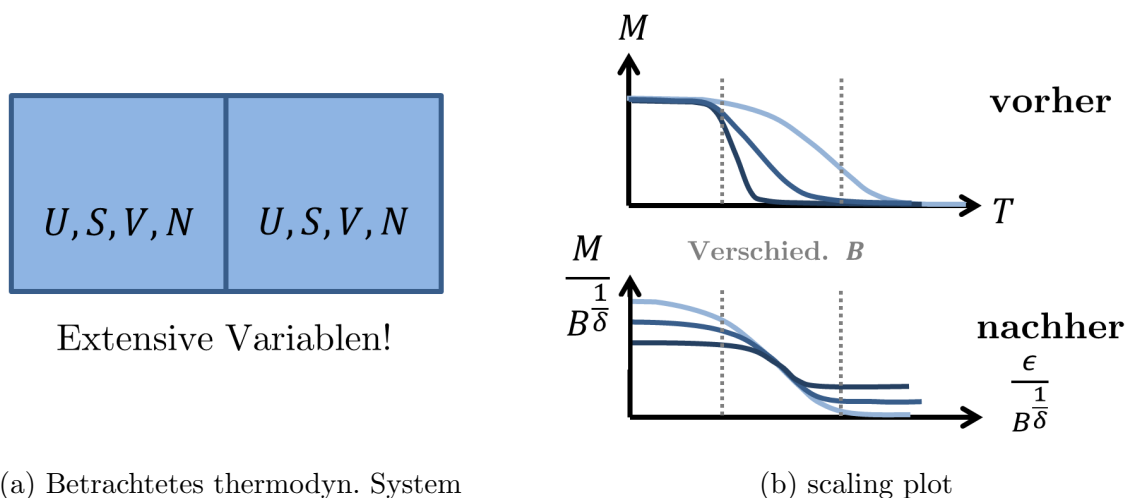 U, S, V, N
U, S, V, N
Extensive Variablen!
(a) Betrachtetes thermodyn. System
M
vorher
T
Verschied. B
M
B^{1/δ}
nachher
ϵ
B^{1/δ}
(b) scaling plot